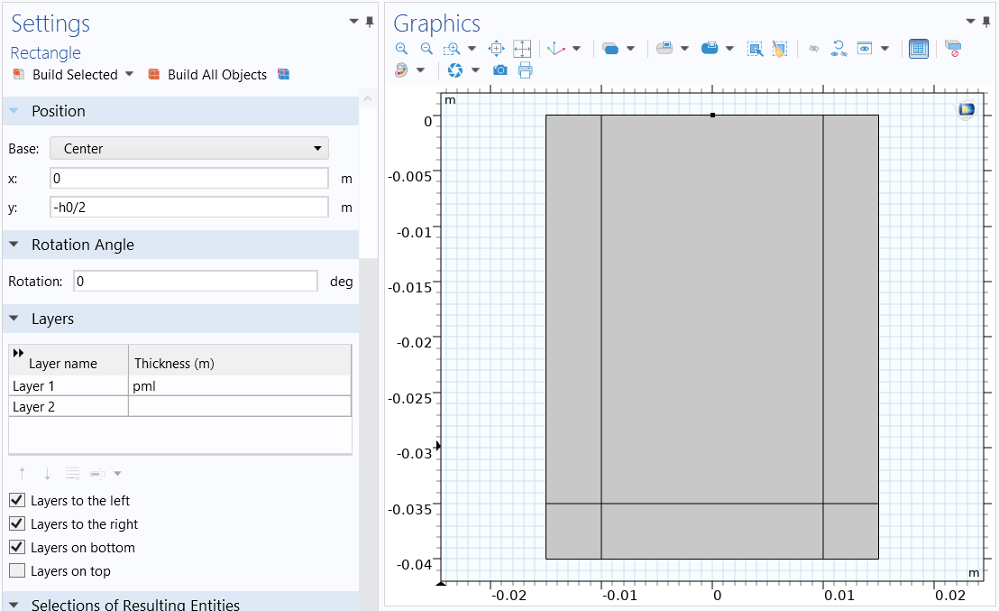 Settings
Rectangle
Build Selected Build All Objects
Position
Base: Center
x: 0 m
y: -h0/2 m
Rotation Angle
Rotation: 0 deg
Layers
Layer name Thickness (m)
Layer 1 pml
Layer 2
Layers to the left
Layers to the right
Layers on bottom
Layers on top
Selections of Resulting Entities
Graphics
m
0
-0.005
-0.01
-0.015
-0.02
-0.025
-0.03
-0.035
-0.04
m
-0.02 -0.01 0 0.01 0.02